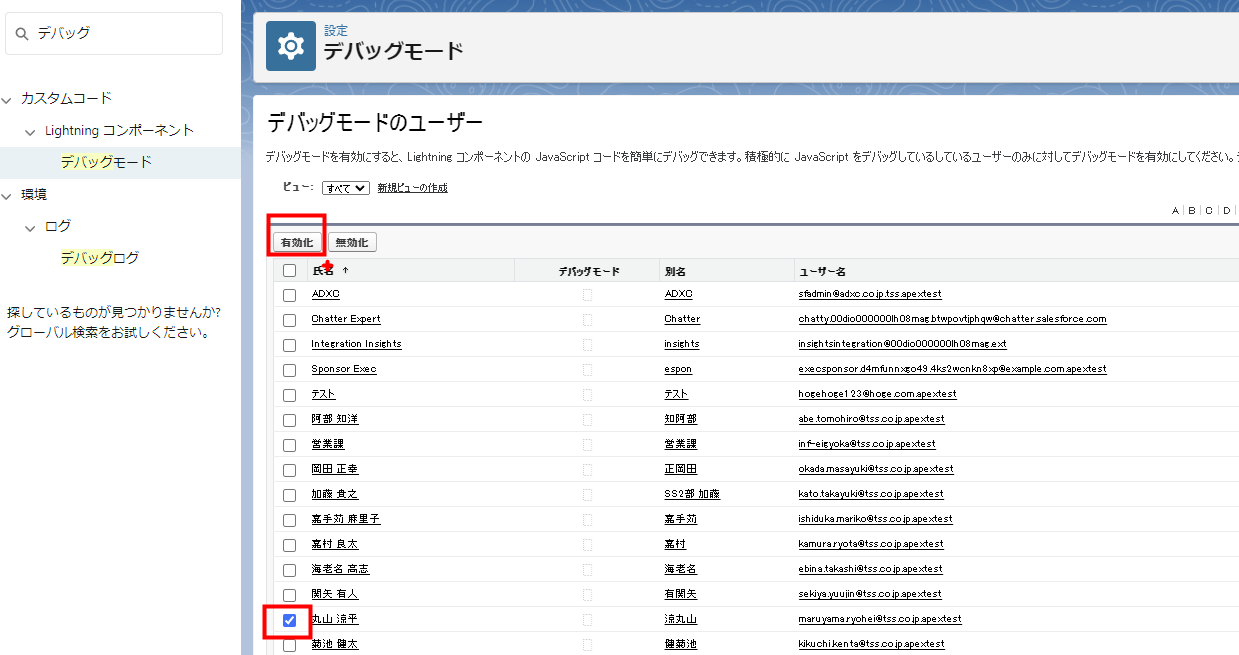 デバッグ
カスタムコード
Lightning コンポーネント
デバッグモード
環境
ログ
デバッグログ
探しているものが見つかりませんか?
グローバル検索をお試しください。
設定
デバッグモード
デバッグモードのユーザー
デバッグモードを有効にすると、Lightning コンポーネントの JavaScript コードを簡単にデバッグできます。積極的に JavaScript をデバッグしているしているユーザーのみに対してデバッグモードを有効にしてください。
ビュー: すべて 新規ビューの作成
A | B | C | D |
有効化 無効化
氏名 ↑ デバッグモード 別名 ユーザー名
ADXC ADXC sfadmin@adxc.co.jp.tss.apextest
Chatter Expert Chatter chatty.00dio000000lh08mag.btwpovtjphqw@chatter.salesforce.com
Integration Insights insights insightsintegration@00dio000000lh08mag.ext
Sponsor Exec espon execsponsor.d4mfunnxgo49.4ks2wcnkn8xp@example.com.apextest
テスト テスト hogehoge123@hoge.com.apextest
阿部 知洋 知阿部 abe.tomohiro@tss.co.jp.apextest
営業課 営業課 inf-eigyoka@tss.co.jp.apextest
岡田 正幸 正岡田 okada.masayuki@tss.co.jp.apextest
加藤 貴之 SS2部 加藤 kato.takayuki@tss.co.jp.apextest
嘉手苅 麻里子 嘉手苅 ishiduka.mariko@tss.co.jp.apextest
嘉村 良太 嘉村 kamura.ryota@tss.co.jp.apextest
海老名 高志 海老名 ebina.takashi@tss.co.jp.apextest
関矢 有人 有関矢 sekiya.yuujin@tss.co.jp.apextest
丸山 涼平 涼丸山 maruyama.ryohei@tss.co.jp.apextest
菊池 健太 健菊池 kikuchi.kenta@tss.co.jp.apextest